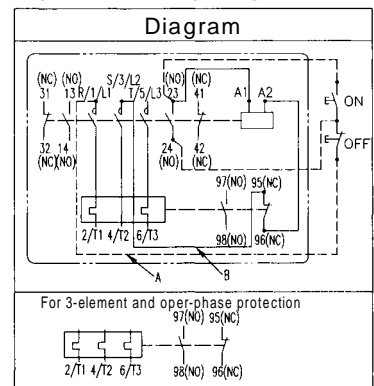 Diagram
(NC) (NO) S/3/L2 (NO) (NC)
31 13 R/1/L1 T/5/L3 23 41 A1 A2
ON
OFF
32 14 24 42
(NC)(NO) (NO) (NC)
97(NO) 95(NC)
2/T1 4/T2 6/T3 98(NO) 96(NC)
A B
For 3-element and oper-phase protection
97(NO) 95(NC)
2/T1 4/T2 6/T3 98(NO) 96(NC)